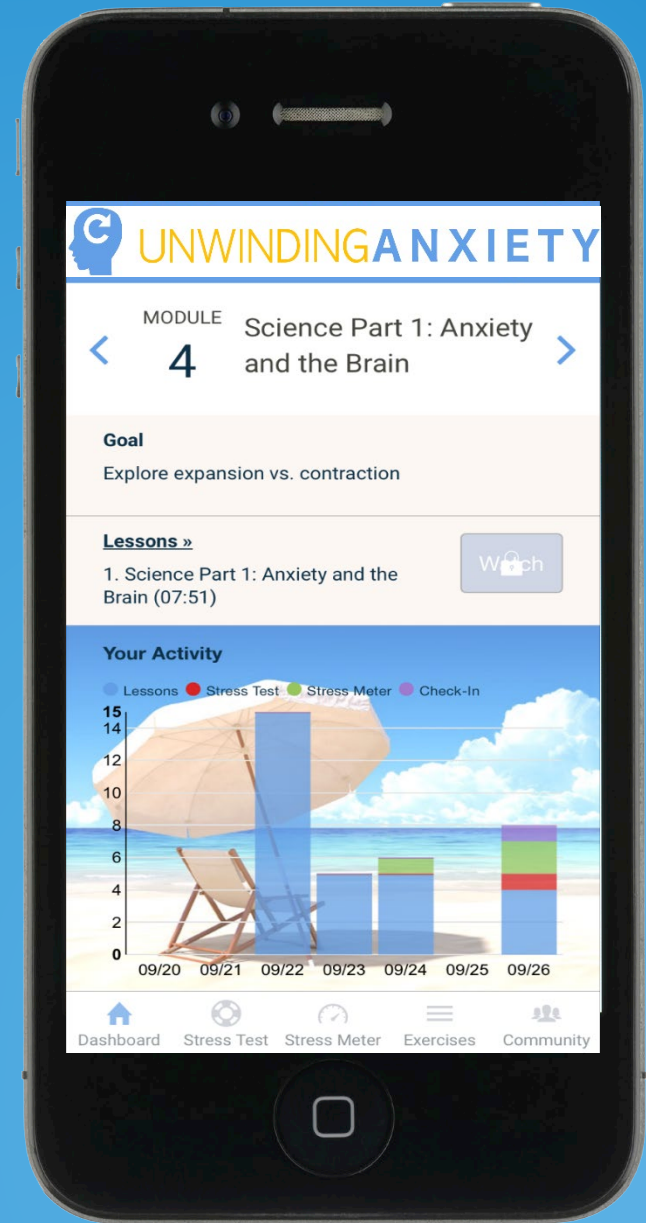 UNWINDINGANXIETY
MODULE
4
Science Part 1: Anxiety
and the Brain
Goal
Explore expansion vs. contraction
Lessons »
1. Science Part 1: Anxiety and the
Brain (07:51)
Watch
Your Activity
Lessons Stress Test Stress Meter Check-In
15
14
12
10
8
6
4
2
0
09/20 09/21 09/22 09/23 09/24 09/25 09/26
Dashboard Stress Test Stress Meter Exercises Community